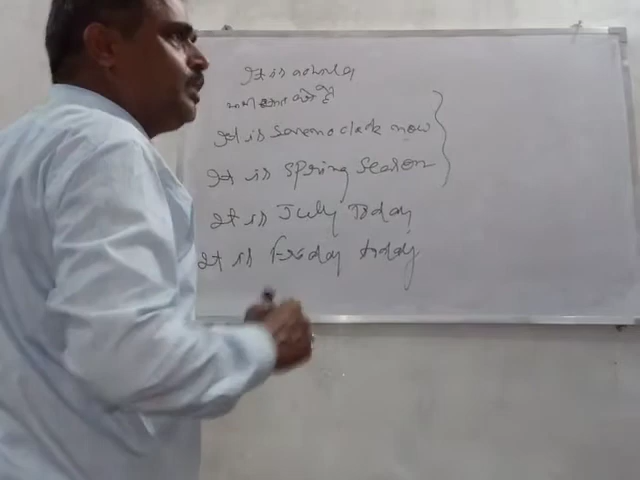 It is
It is Seven o clock now
It is Spring Season
It is July Today
It is Friday today